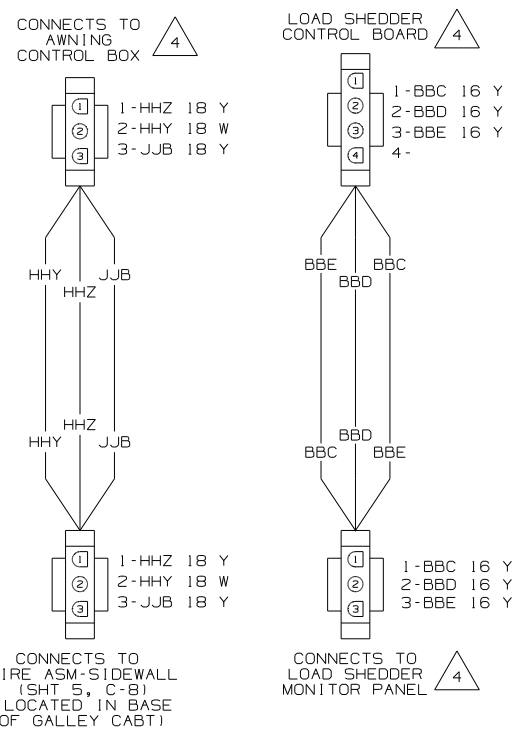 CONNECTS TO
AWNING
CONTROL BOX
4
1
2
3
1-HHZ 18 Y
2-HHY 18 W
3-JJB 18 Y
HHY
HHZ
JJB
HHZ
HHY
JJB
1
2
3
1-HHZ 18 Y
2-HHY 18 W
3-JJB 18 Y
CONNECTS TO
IRE ASM-SIDEWALL
(SHT 5, C-8)
LOCATED IN BASE
OF GALLEY CABT)
LOAD SHEDDER
CONTROL BOARD
4
1
2
3
4
1-BBC 16 Y
2-BBD 16 Y
3-BBE 16 Y
4-
BBE
BBD
BBC
BBD
BBC
BBE
1
2
3
1-BBC 16 Y
2-BBD 16 Y
3-BBE 16 Y
CONNECTS TO
LOAD SHEDDER
MONITOR PANEL
4